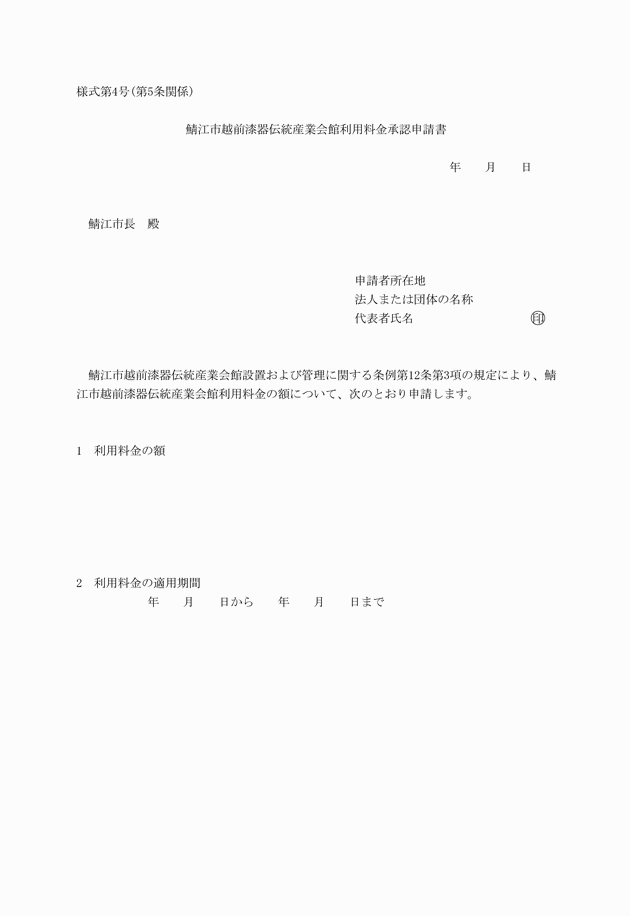 様式第4号(第5条関係)
鯖江市越前漆器伝統産業会館利用料金承認申請書
年　　月　　日
鯖江市長　殿
申請者所在地
法人または団体の名称
代表者氏名　　　　　　　　　　㊞
鯖江市越前漆器伝統産業会館設置および管理に関する条例第12条第3項の規定により、鯖
江市越前漆器伝統産業会館利用料金の額について、次のとおり申請します。
1　利用料金の額
2　利用料金の適用期間
年　　月　　日から　　年　　月　　日まで